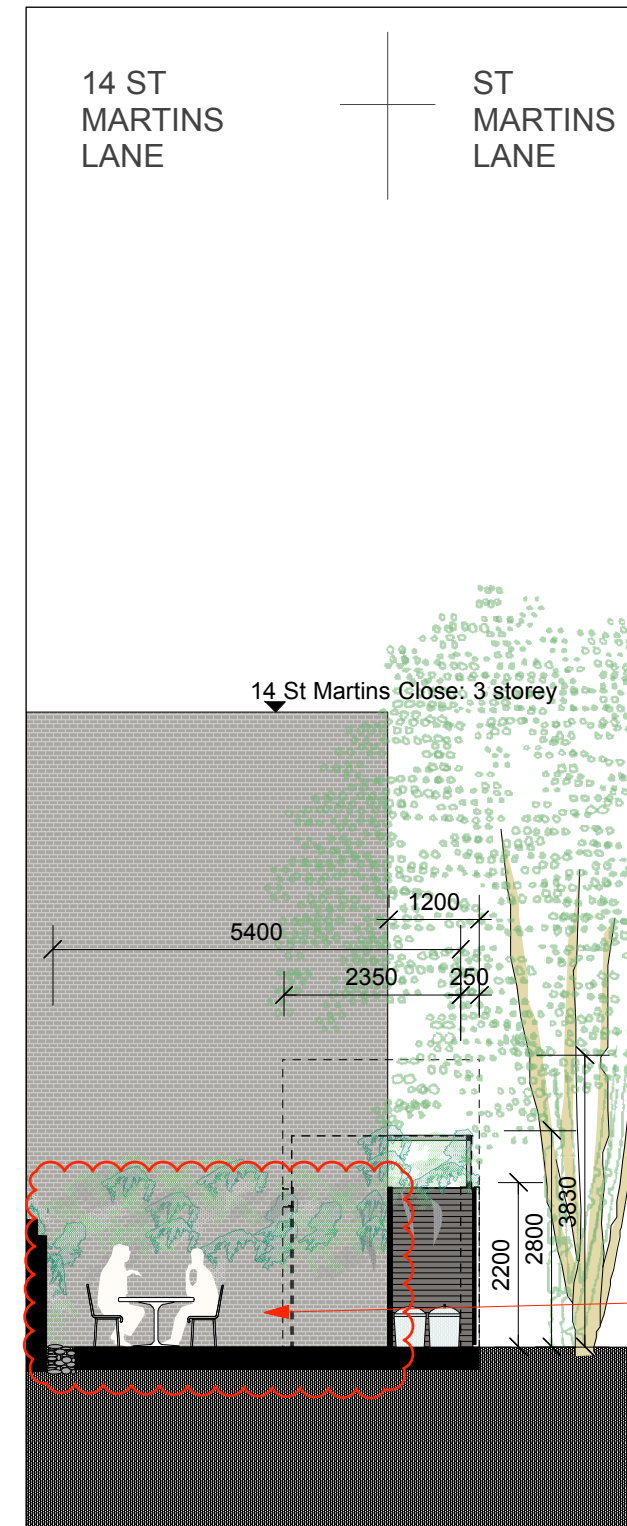 14 ST
MARTINS
LANE
ST
MARTINS
LANE
14 St Martins Close: 3 storey
1200
5400
2350
250
2200
2800
3830